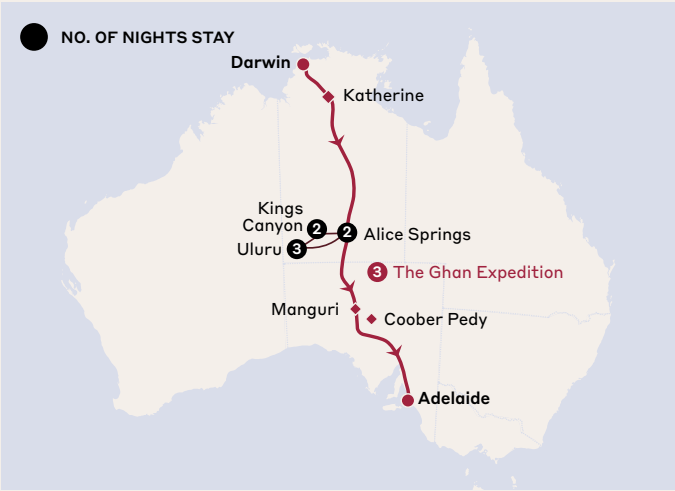 NO. OF NIGHTS STAY
Darwin
Katherine
Kings
Canyon 2
2 Alice Springs
Uluru 3
3 The Ghan Expedition
Manguri
Coober Pedy
Adelaide